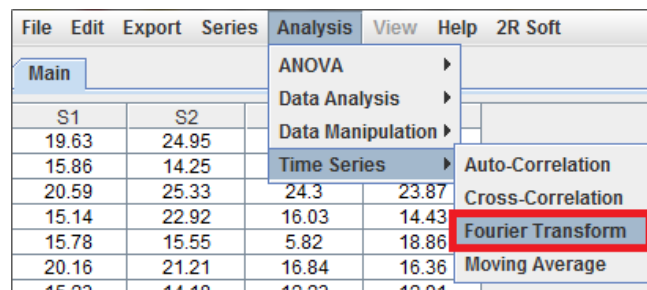 File Edit Export Series Analysis View Help 2R Soft
Main
ANOVA
Data Analysis
Data Manipulation
Time Series
Auto-Correlation
Cross-Correlation
Fourier Transform
Moving Average
S1 S2
19.63 24.95
15.86 14.25
20.59 25.33 24.3 23.87
15.14 22.92 16.03 14.43
15.78 15.55 5.82 18.86
20.16 21.21 16.84 16.36